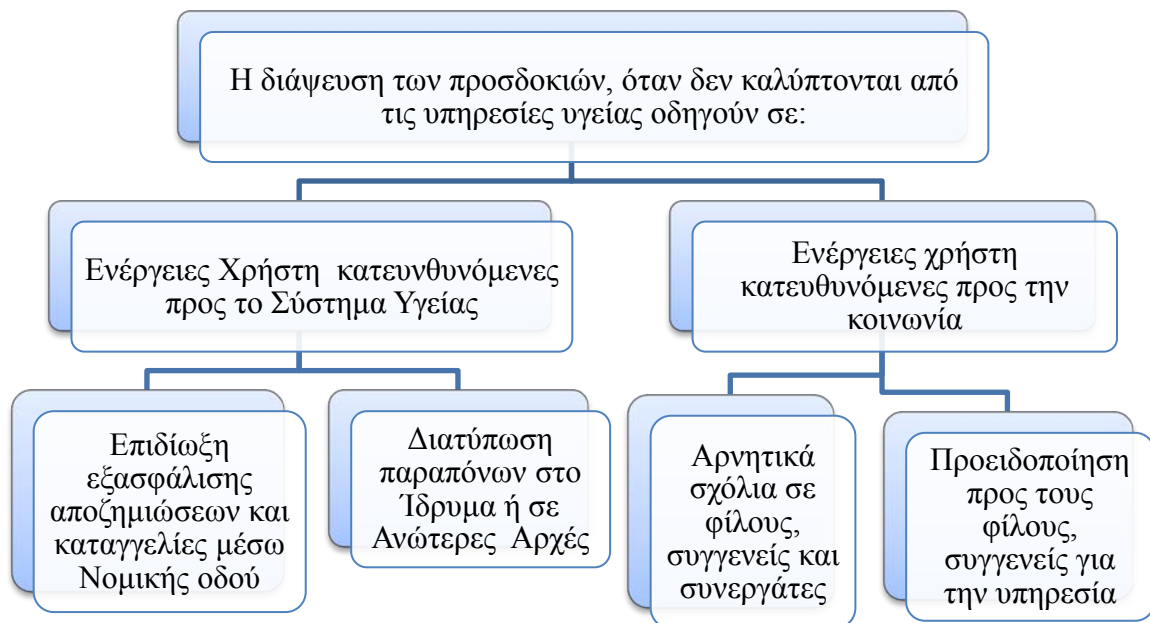 Η διάψευση των προσδοκιών, όταν δεν καλύπτονται από
τις υπηρεσίες υγείας οδηγούν σε:
Ενέργειες Χρήστη κατευνθυνόμενες
προς το Σύστημα Υγείας
Ενέργειες χρήστη
κατευθυνόμενες προς την
κοινωνία
Επιδίωξη
εξασφάλισης
αποζημιώσεων και
καταγγελίες μέσω
Νομικής οδού
Διατύπωση
παραπόνων στο
Ίδρυμα ή σε
Ανώτερες Αρχές
Αρνητικά
σχόλια σε
φίλους,
συγγενείς και
συνεργάτες
Προειδοποίηση
προς τους
φίλους,
συγγενείς για
την υπηρεσία